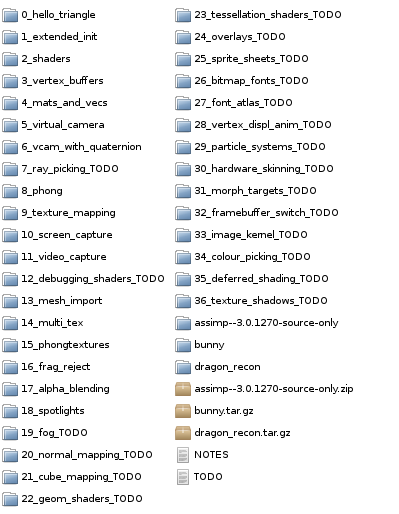 0_hello_triangle
1_extended_init
2_shaders
3_vertex_buffers
4_mats_and_vecs
5_virtual_camera
6_vcam_with_quaternion
7_ray_picking_TODO
8_phong
9_texture_mapping
10_screen_capture
11_video_capture
12_debugging_shaders_TODO
13_mesh_import
14_multi_tex
15_phongtextures
16_frag_reject
17_alpha_blending
18_spotlights
19_fog_TODO
20_normal_mapping_TODO
21_cube_mapping_TODO
22_geom_shaders_TODO
23_tessellation_shaders_TODO
24_overlays_TODO
25_sprite_sheets_TODO
26_bitmap_fonts_TODO
27_font_atlas_TODO
28_vertex_displ_anim_TODO
29_particle_systems_TODO
30_hardware_skinning_TODO
31_morph_targets_TODO
32_framebuffer_switch_TODO
33_image_kernel_TODO
34_colour_picking_TODO
35_deferred_shading_TODO
36_texture_shadows_TODO
assimp--3.0.1270-source-only
bunny
dragon_recon
assimp--3.0.1270-source-only.zip
bunny.tar.gz
dragon_recon.tar.gz
NOTES
TODO